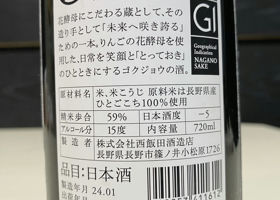 花酵母にこだわる蔵として、その
造り手として「未来へ咲き誇る」
ための一本。りんごの花酵母を使用
し、日常を笑顔と「とっておき」
のひとときにするゴクジョウの酒。
GI
Geographical
Indication
NAGANO
SAKE
原材料 米、米こうじ 原料米は長野県産
ひとごこち100%使用
精米歩合 59% 日本酒度 −5
アルコール分 15度 内容量 720ml
製造者 株式会社西飯田酒造店
長野県長野市篠ノ井小松原1726
品目：日本酒
製造年月 24.01